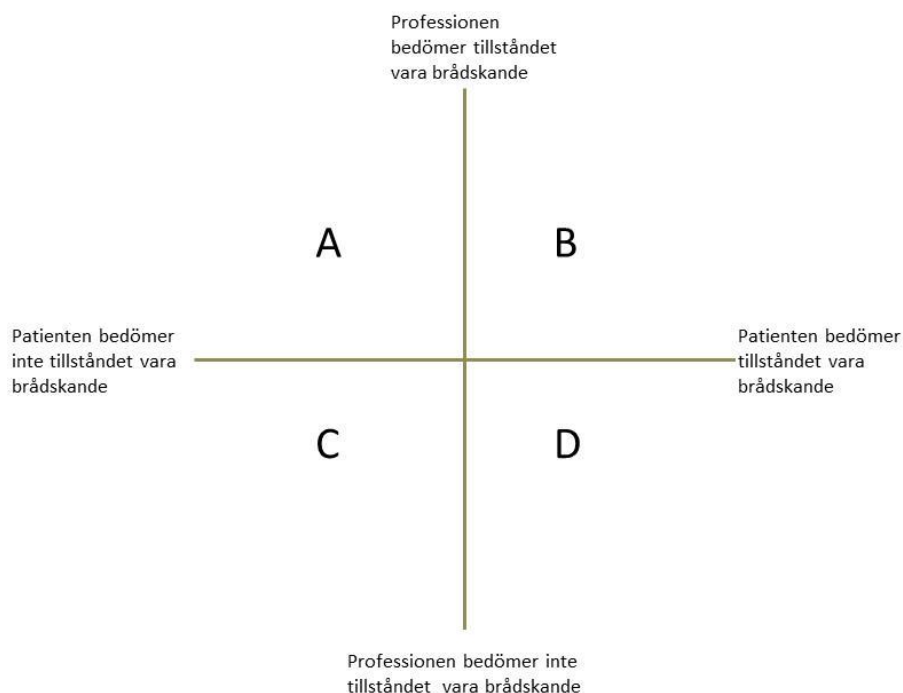 Professionen
bedömer tillståndet
vara brådskande
A
B
Patienten bedömer
inte tillståndet vara
brådskande
Patienten bedömer
tillståndet vara
brådskande
C
D
Professionen bedömer inte
tillståndet vara brådskande